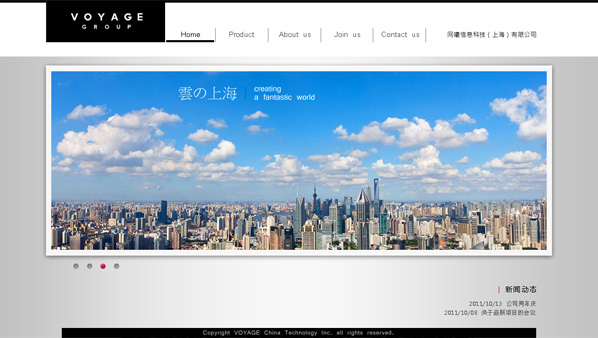 VOYAGE
GROUP
Home
Product
About us
Join us
Contact us
信息科技(上海)有限公司
雲の上海
creating
a fantastic world
新闻动态
2011/10/13 公司周年庆
2011/10/08 关于最新项目的会议
Copyright VOYAGE China Technology Inc. all rights reserved.